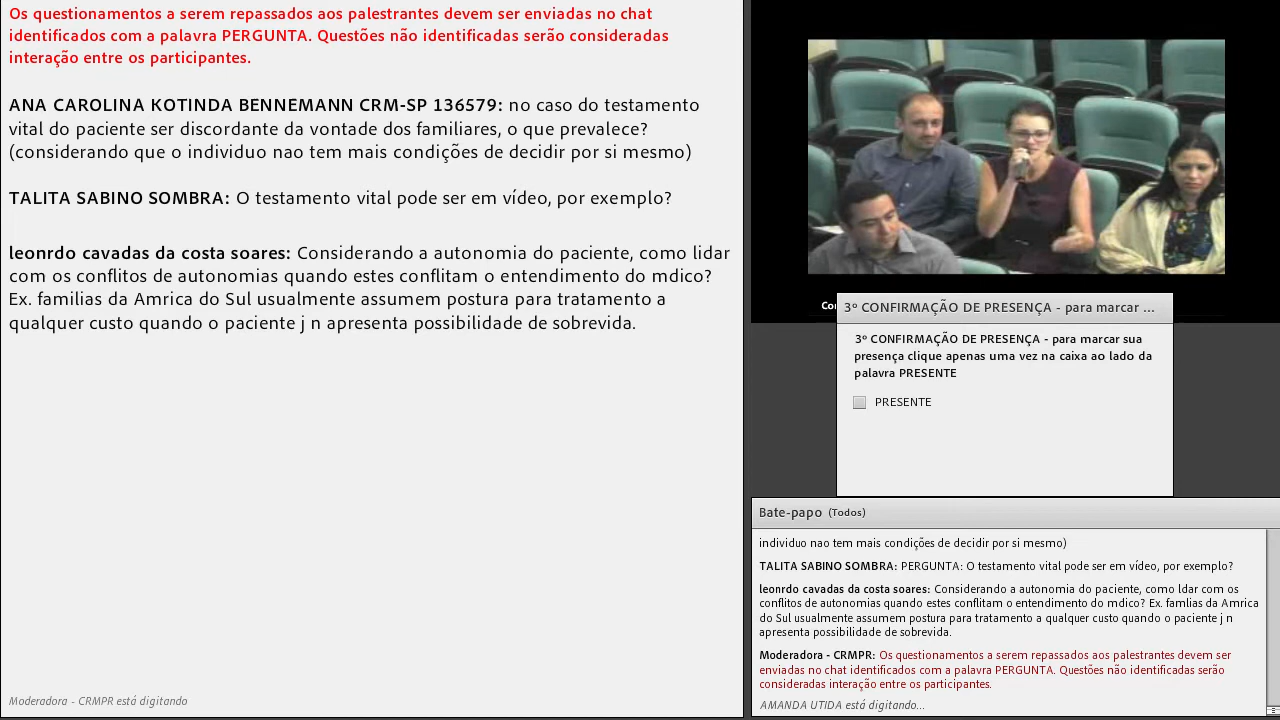 Os questionamentos a serem repassados aos palestrantes devem ser enviadas no chat
identificados com a palavra PERGUNTA. Questões não identificadas serão consideradas
interação entre os participantes.
ANA CAROLINA KOTINDA BENNEMANN CRM-SP 136579: no caso do testamento
vital do paciente ser discordante da vontade dos familiares, o que prevalece?
(considerando que o individuo nao tem mais condições de decidir por si mesmo)
TALITA SABINO SOMBRA: O testamento vital pode ser em vídeo, por exemplo?
leonrdo cavadas da costa soares: Considerando a autonomia do paciente, como lidar
com os conflitos de autonomias quando estes conflitam o entendimento do mdico?
Ex. familias da Amrica do Sul usualmente assumem postura para tratamento a
qualquer custo quando o paciente j n apresenta possibilidade de sobrevida.
Moderadora - CRMPR está digitando
3º CONFIRMAÇÃO DE PRESENÇA - para marcar ...
3º CONFIRMAÇÃO DE PRESENÇA - para marcar sua
presença clique apenas uma vez na caixa ao lado da
palavra PRESENTE
PRESENTE
Bate-papo (Todos)
individuo nao tem mais condições de decidir por si mesmo)
TALITA SABINO SOMBRA: PERGUNTA: O testamento vital pode ser em vídeo, por exemplo?
leonrdo cavadas da costa soares: Considerando a autonomia do paciente, como ldar com os
conflitos de autonomias quando estes conflitam o entendimento do mdico? Ex. famlias da Amrica
do Sul usualmente assumem postura para tratamento a qualquer custo quando o paciente j n
apresenta possibilidade de sobrevida.
Moderadora - CRMPR: Os questionamentos a serem repassados aos palestrantes devem ser
enviadas no chat identificados com a palavra PERGUNTA. Questões não identificadas serão
consideradas interação entre os participantes.
AMANDA UTIDA está digitando...